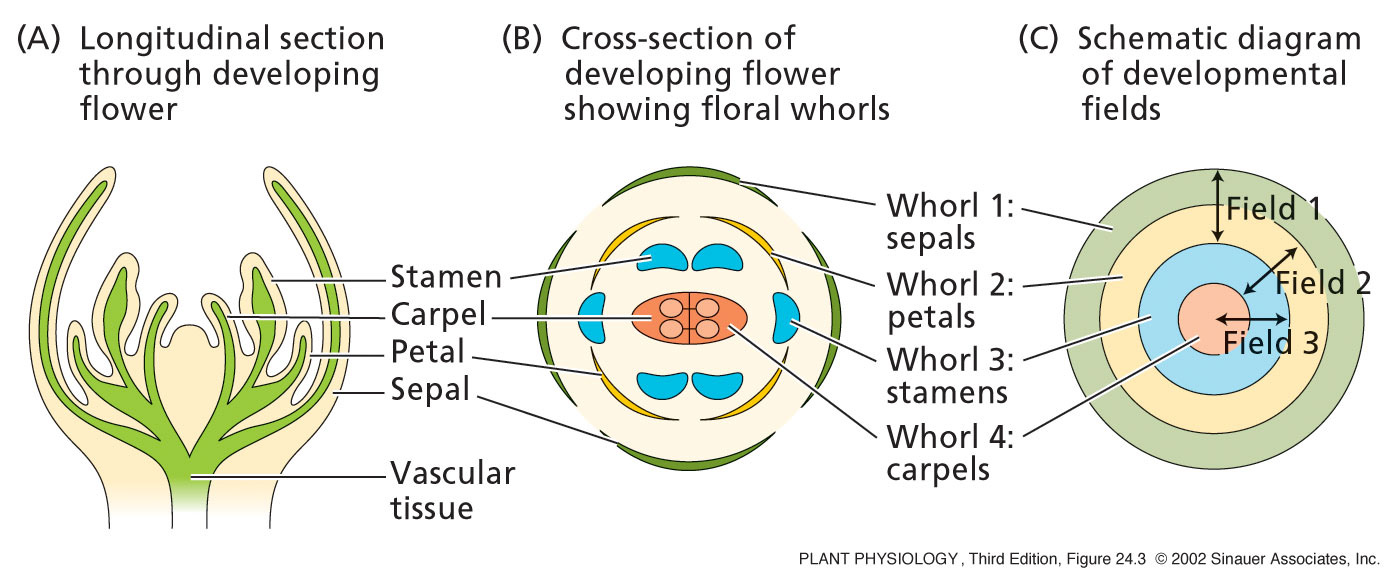 (A) Longitudinal section
through developing
flower
(B) Cross-section of
developing flower
showing floral whorls
(C) Schematic diagram
of developmental
fields
Stamen
Carpel
Petal
Sepal
Vascular
tissue
Whorl 1:
sepals
Whorl 2:
petals
Whorl 3:
stamens
Whorl 4:
carpels
Field 1
Field 2
Field 3
PLANT PHYSIOLOGY, Third Edition, Figure 24.3 © 2002 Sinauer Associates, Inc.